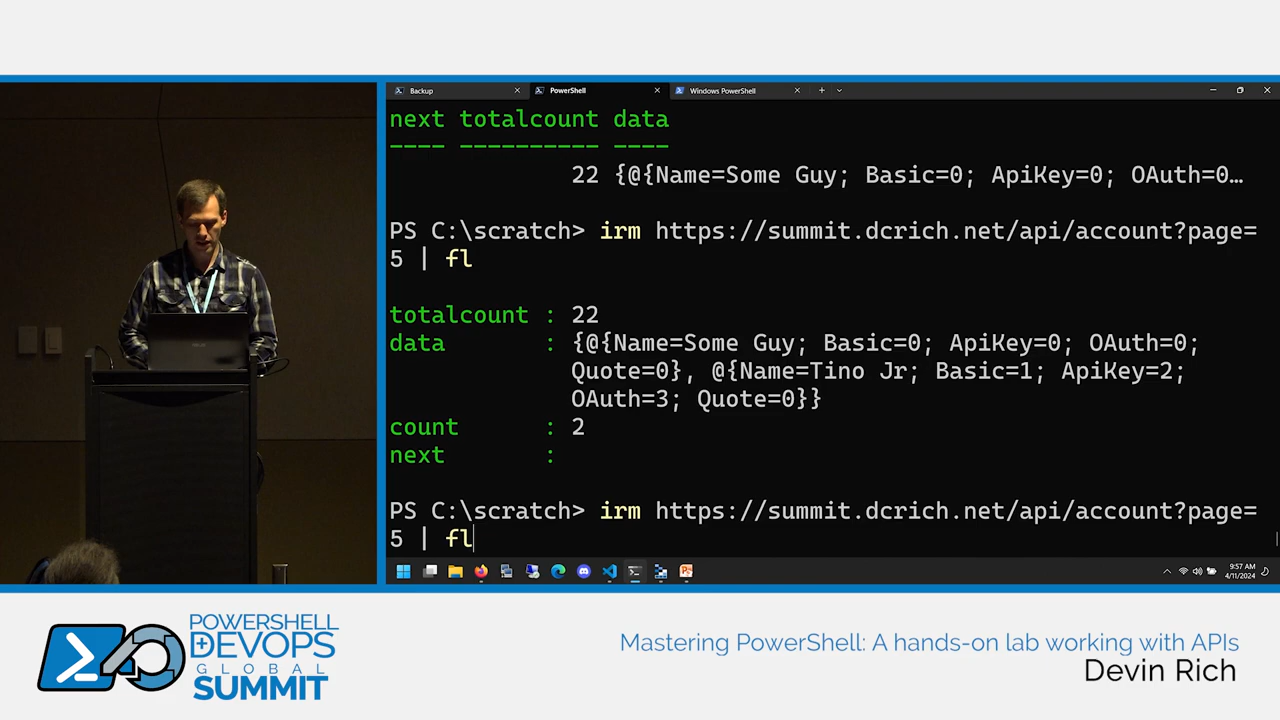 Backup
PowerShell
Windows PowerShell
next totalcount data
---- ---------- ----
22 {@{Name=Some Guy; Basic=0; ApiKey=0; OAuth=0…
PS C:\scratch> irm https://summit.dcrich.net/api/account?page=
5 | fl
totalcount : 22
data : {@{Name=Some Guy; Basic=0; ApiKey=0; OAuth=0;
Quote=0}, @{Name=Tino Jr; Basic=1; ApiKey=2;
OAuth=3; Quote=0}}
count : 2
next :
PS C:\scratch> irm https://summit.dcrich.net/api/account?page=
5 | fl
9:57 AM
4/11/2024
POWERSHELL
DEVOPS
GLOBAL
SUMMIT
Mastering PowerShell: A hands-on lab working with APIs
Devin Rich